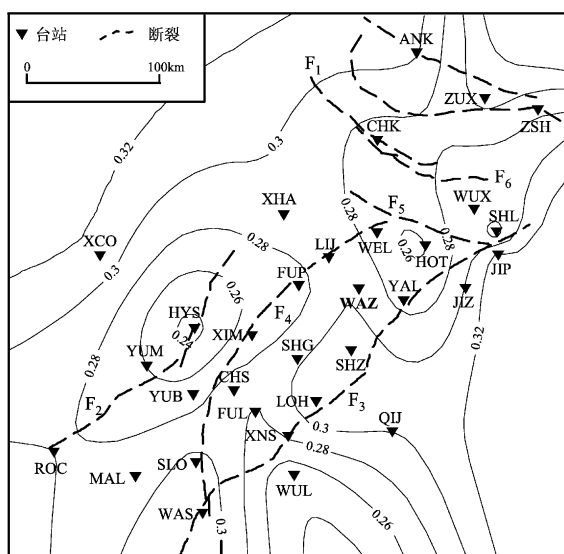 台站 断裂
0 100km
ANK
F1
0.32
ZUX
ZSH
0.3
CHK
F6
0.28
WUX
XHA
F5
SHL
0.28
XCO
0.28
LIJ
WEL
0.26
HOT
JIP
0.3
FUP
0.26
WAZ
YAL
JIZ
HYS
F4
0.32
0.24
XIM
YUM
SHG
SHZ
0.28
CHS
YUB
F2
F3
LOH
FUL
QIJ
0.3
XNS
0.28
ROC
SLO
MAL
WUL
0.26
WAS
0.3